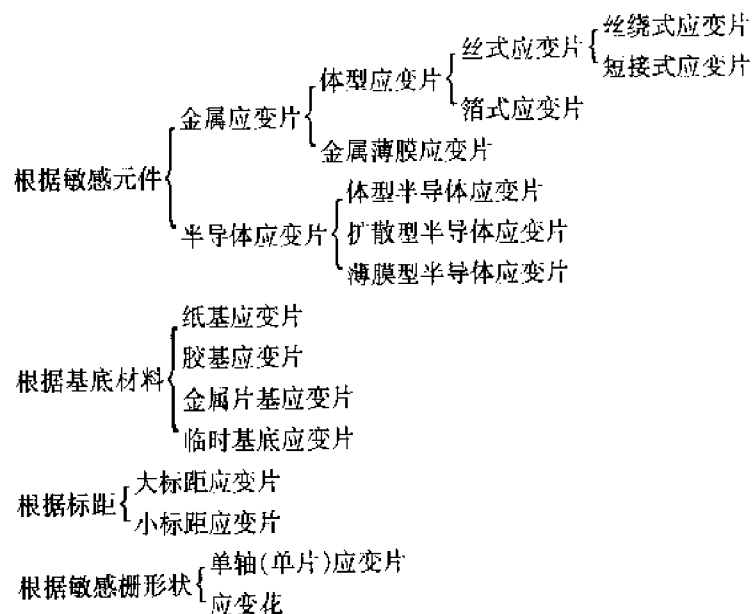 丝绕式应变片
丝式应变片
短接式应变片
体型应变片
箔式应变片
金属应变片
金属薄膜应变片
根据敏感元件
体型半导体应变片
半导体应变片
扩散型半导体应变片
薄膜型半导体应变片
纸基应变片
胶基应变片
根据基底材料
金属片基应变片
临时基底应变片
大标距应变片
根据标距
小标距应变片
单轴(单片)应变片
根据敏感栅形状
应变花